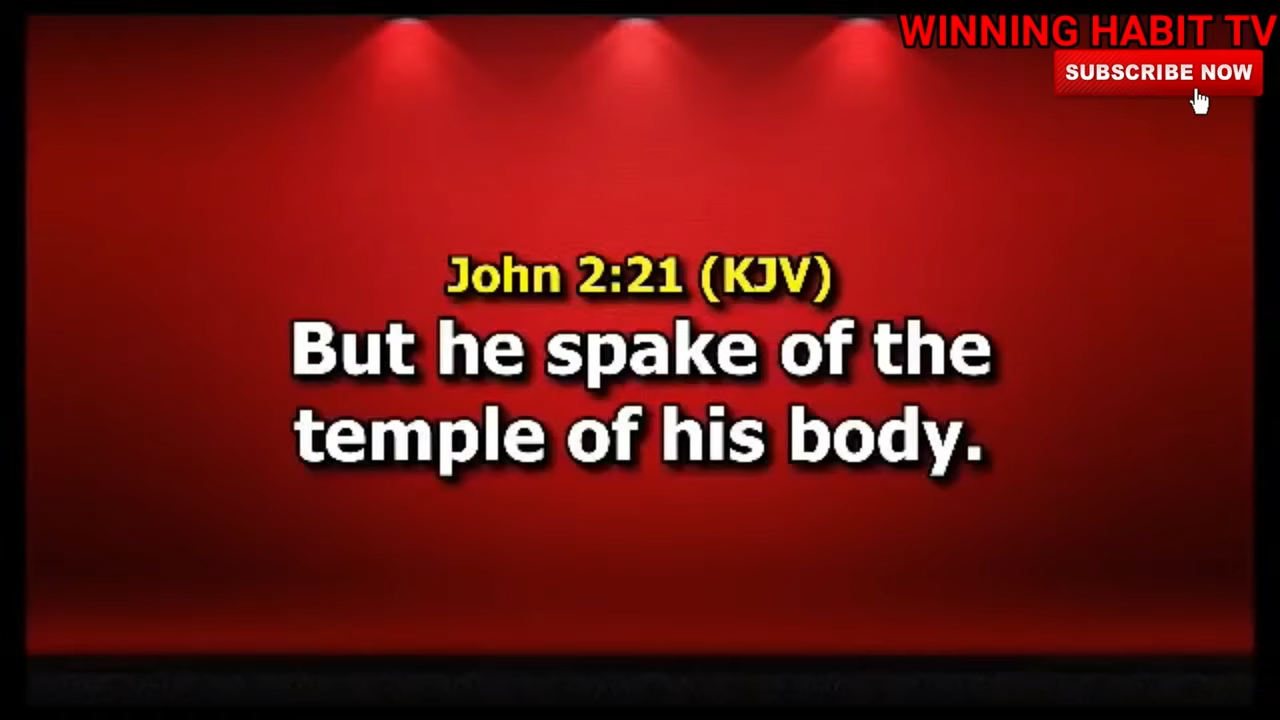 WINNING HABIT TV
SUBSCRIBE NOW
John 2:21 (KJV)
But he spake of the
temple of his body.